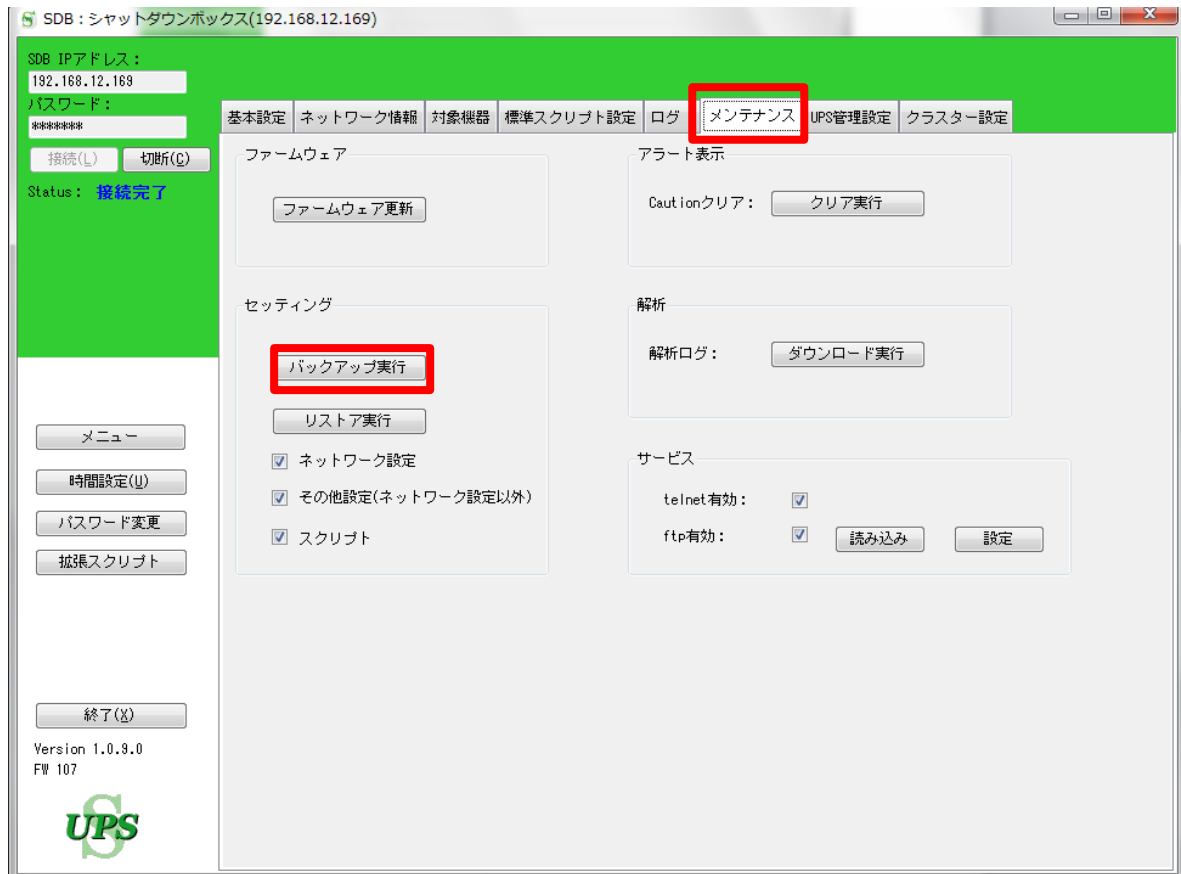 SDB：シャットダウンボックス(192.168.12.169)
SDB IPアドレス：
192.168.12.169
パスワード：
*******
接続(L) 切断(C)
Status： 接続完了
メニュー
時間設定(U)
パスワード変更
拡張スクリプト
終了(X)
Version 1.0.9.0
FW 107
S
UPS
基本設定 ネットワーク情報 対象機器 標準スクリプト設定 ログ メンテナンス UPS管理設定 クラスター設定
ファームウェア
ファームウェア更新
セッティング
バックアップ実行
リストア実行
ネットワーク設定
その他設定(ネットワーク設定以外)
スクリプト
アラート表示
Cautionクリア： クリア実行
解析
解析ログ： ダウンロード実行
サービス
telnet有効：
ftp有効： 読み込み 設定